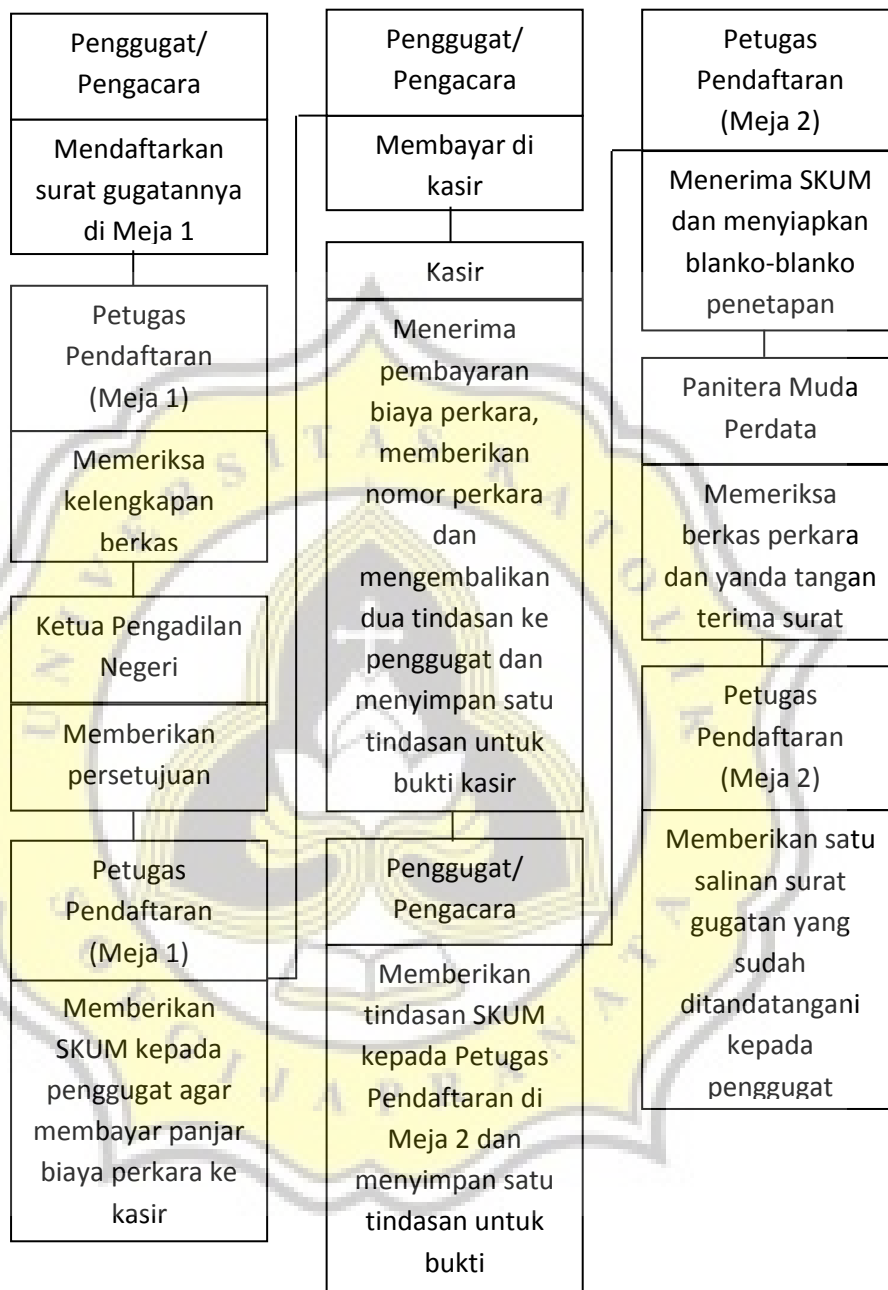 Penggugat/
Pengacara
Mendaftarkan
surat gugatannya
di Meja 1
Petugas
Pendaftaran
(Meja 1)
Memeriksa
kelengkapan
berkas
Ketua Pengadilan
Negeri
Memberikan
persetujuan
Petugas
Pendaftaran
(Meja 1)
Memberikan
SKUM kepada
penggugat agar
membayar panjar
biaya perkara ke
kasir
Penggugat/
Pengacara
Membayar di
kasir
Kasir
Menerima
pembayaran
biaya perkara,
memberikan
nomor perkara
dan
mengembalikan
dua tindasan ke
penggugat dan
menyimpan satu
tindasan untuk
bukti kasir
Penggugat/
Pengacara
Memberikan
tindasan SKUM
kepada Petugas
Pendaftaran di
Meja 2 dan
menyimpan satu
tindasan untuk
bukti
Petugas
Pendaftaran
(Meja 2)
Menerima SKUM
dan menyiapkan
blanko-blanko
penetapan
Panitera Muda
Perdata
Memeriksa
berkas perkara
dan yanda tangan
terima surat
Petugas
Pendaftaran
(Meja 2)
Memberikan satu
salinan surat
gugatan yang
sudah
ditandatangani
kepada
penggugat
UNIVERSITAS KATOLIK
SOEGIJAPRANATA